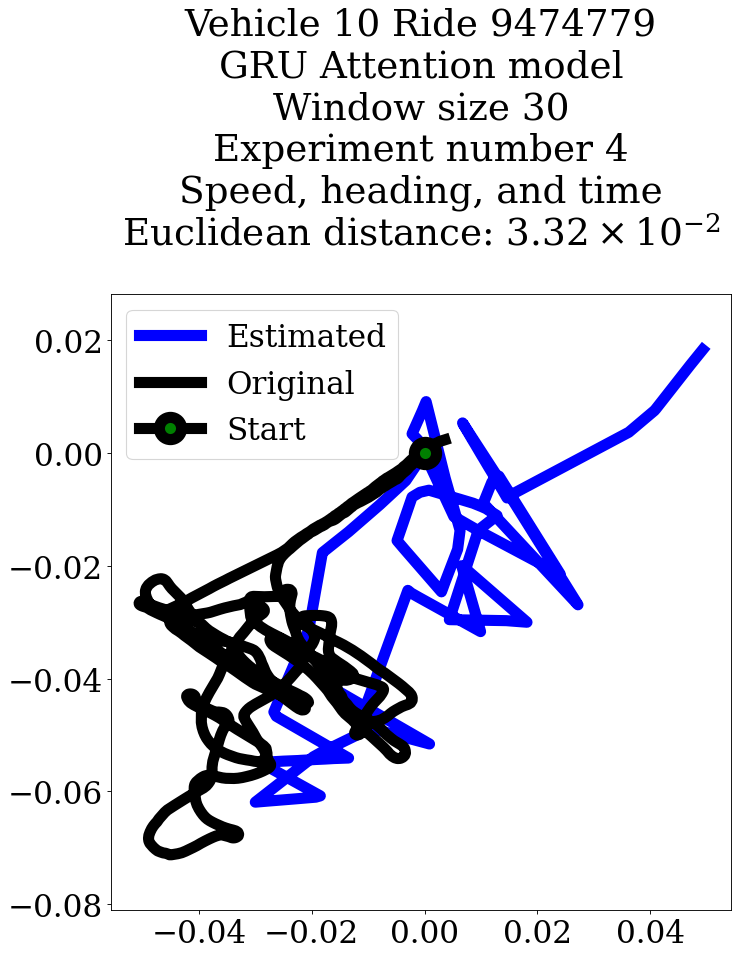 Vehicle 10 Ride 9474779
GRU Attention model
Window size 30
Experiment number 4
Speed, heading, and time
Euclidean distance: 3.32 × 10⁻²
Estimated
Original
Start
0.02
0.00
−0.02
−0.04
−0.06
−0.08
−0.04 −0.02 0.00 0.02 0.04